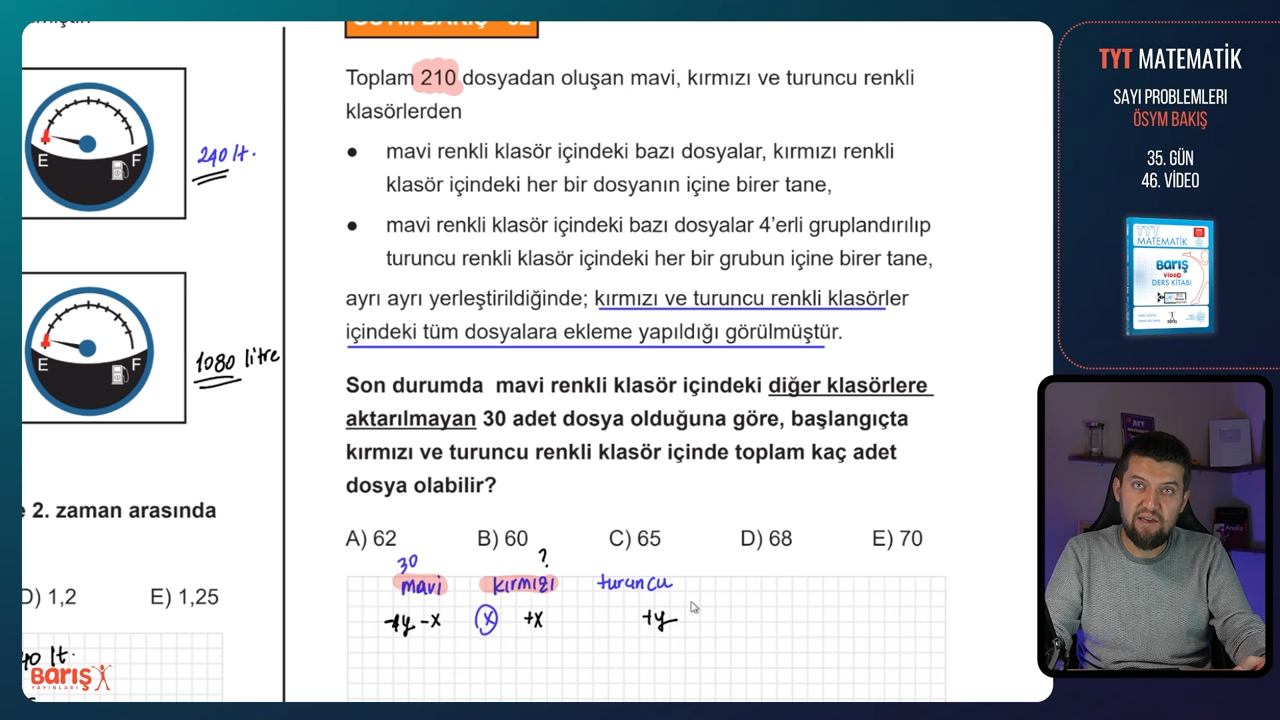 240 lt.
E
F
1080 litre
E
F
2. zaman arasında
D) 1,2
E) 1,25
lt.
BARIŞ
YAYINLARI
Toplam 210 dosyadan oluşan mavi, kırmızı ve turuncu renkli
klasörlerden
● mavi renkli klasör içindeki bazı dosyalar, kırmızı renkli
klasör içindeki her bir dosyanın içine birer tane,
● mavi renkli klasör içindeki bazı dosyalar 4’erli gruplandırılıp
turuncu renkli klasör içindeki her bir grubun içine birer tane,
ayrı ayrı yerleştirildiğinde; kırmızı ve turuncu renkli klasörler
içindeki tüm dosyalara ekleme yapıldığı görülmüştür.
Son durumda mavi renkli klasör içindeki diğer klasörlere
aktarılmayan 30 adet dosya olduğuna göre, başlangıçta
kırmızı ve turuncu renkli klasör içinde toplam kaç adet
dosya olabilir?
A) 62 B) 60 C) 65 D) 68 E) 70
30 ?
mavi kırmızı turuncu
-x x +x +y
TYT MATEMATİK
SAYI PROBLEMLERI
ÖSYM BAKIŞ
35. GÜN
46. VİDEO
TYT
MATEMATİK
BARIŞ
VİDEO
DERS KİTABI